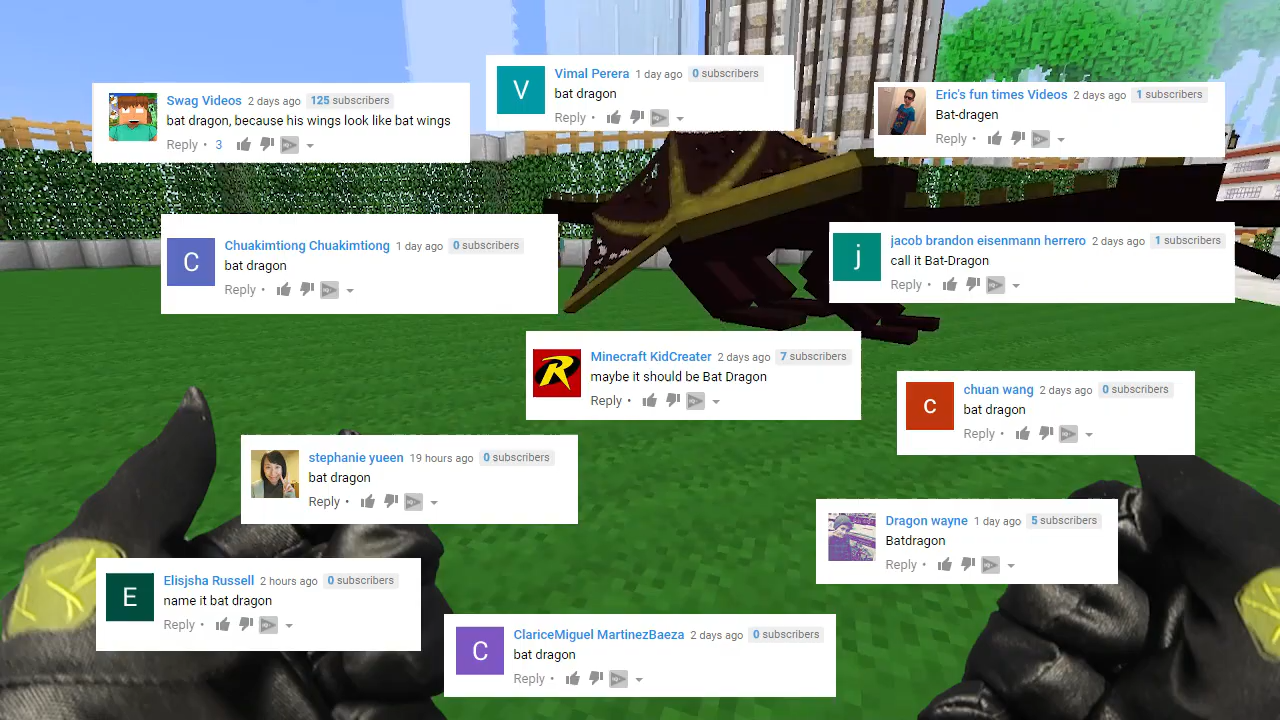 Vimal Perera 1 day ago 0 subscribers
bat dragon
Reply •
Swag Videos 2 days ago 125 subscribers
bat drgon, because his wings look like bat wings
Reply • 3
Eric's fun times Videos 2 days ago 1 subscribers
Bat-dragen
Reply •
Chuakimtiong Chuakimtiong 1 day ago 0 subscribers
bat dragon
Reply •
jacob brandon eisenmann herrero 2 days ago 1 subscribers
call it Bat-Dragon
Reply •
R
Minecraft KidCreater 2 days ago 7 subscribers
maybe it should be Bat Dragon
Reply •
chuan wang 2 days ago 0 subscribers
bat dragon
Reply •
stephanie yueen 19 hours ago 0 subscribers
bat dragon
Reply •
Dragon wayne 1 day ago 5 subscribers
Batdragon
Reply •
Elisjsha Russell 2 hours ago 0 subscribers
name it bat dragon
Reply •
ClariceMiguel MartinezBaeza 2 days ago 0 subscribers
bat dragon
Reply •
V
C
j
c
E
C